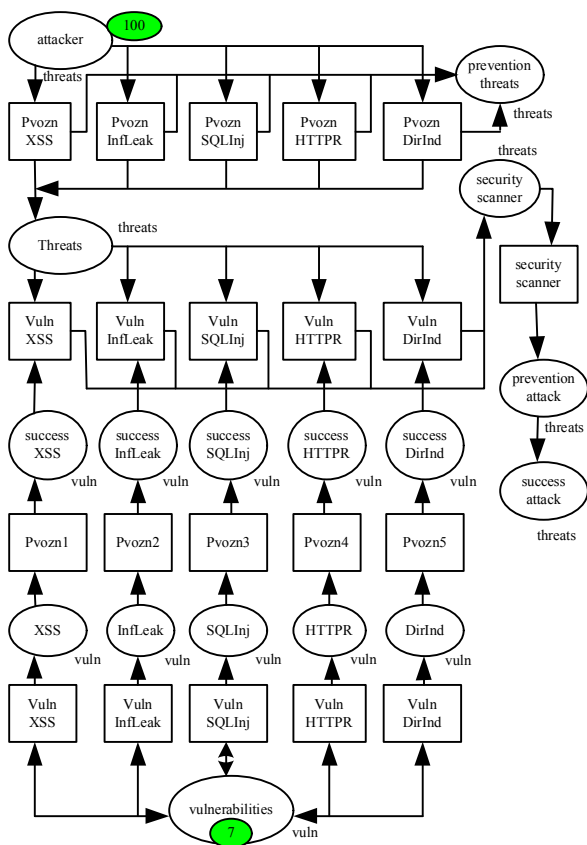 attacker
100
threats
prevention
threats
threats
Pvozn
XSS
Pvozn
InfLeak
Pvozn
SQLInj
Pvozn
HTTPR
Pvozn
DirInd
threats
security
scanner
Threats
threats
security
scanner
Vuln
XSS
Vuln
InfLeak
Vuln
SQLInj
Vuln
HTTPR
Vuln
DirInd
prevention
attack
threats
success
XSS
vuln
success
InfLeak
vuln
success
SQLInj
vuln
success
HTTPR
vuln
success
DirInd
vuln
success
attack
threats
Pvozn1
Pvozn2
Pvozn3
Pvozn4
Pvozn5
XSS
vuln
InfLeak
vuln
SQLInj
vuln
HTTPR
vuln
DirInd
vuln
Vuln
XSS
Vuln
InfLeak
Vuln
SQLInj
Vuln
HTTPR
Vuln
DirInd
vulnerabilities
7
vuln